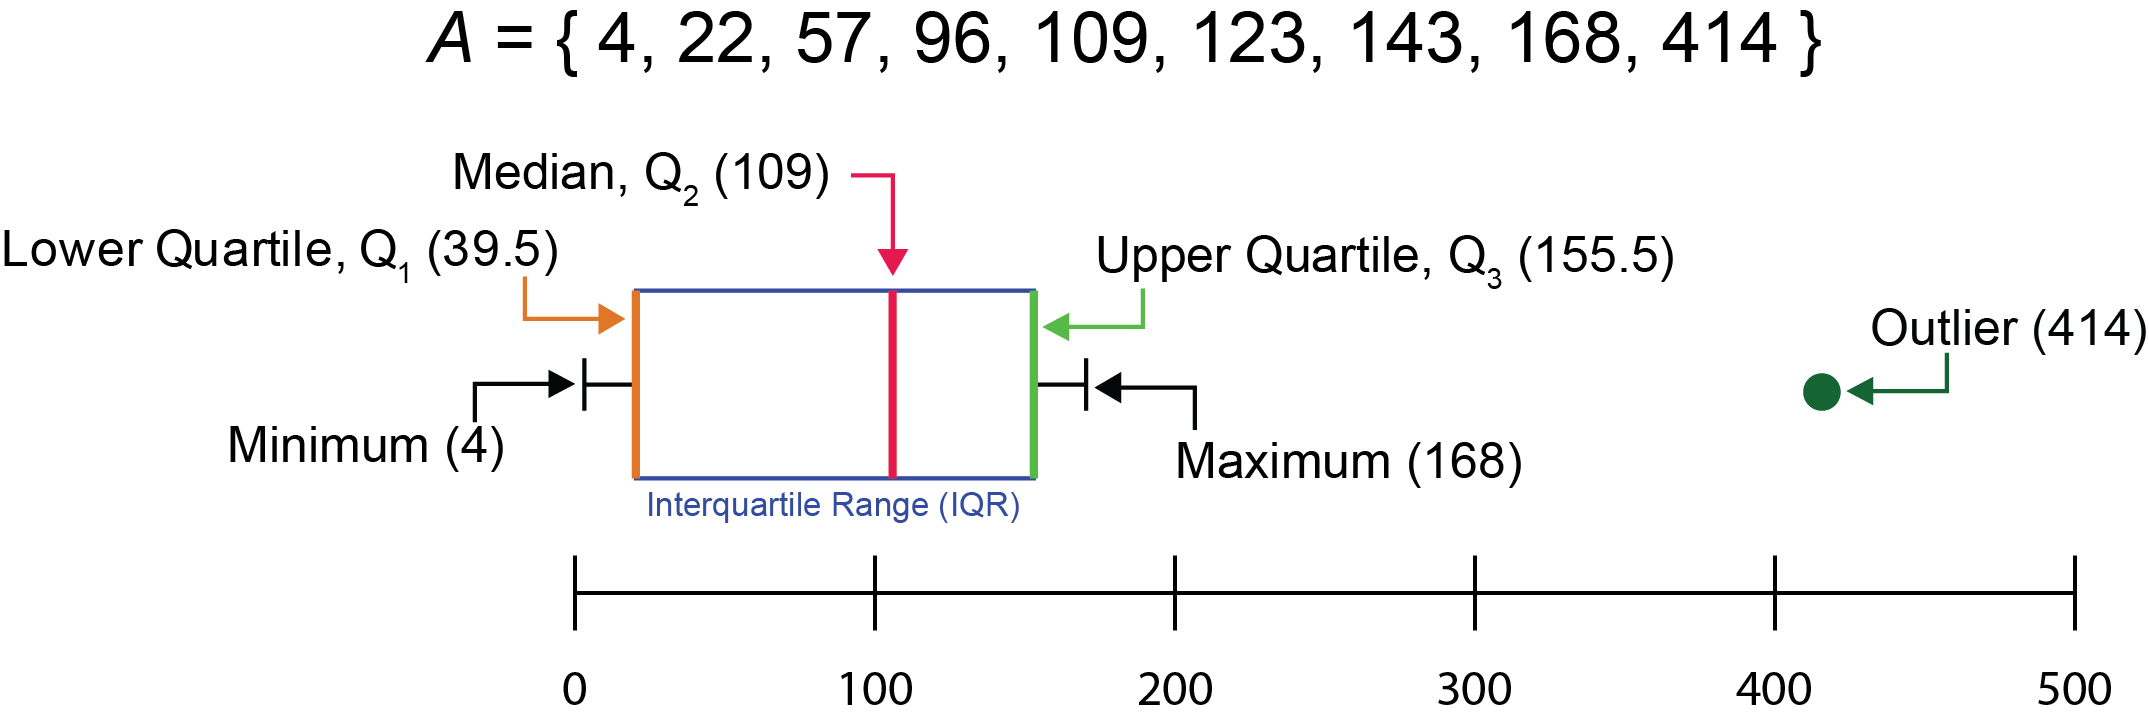 A = { 4, 22, 57, 96, 109, 123, 143, 168, 414 }
Median, Q₂ (109)
Lower Quartile, Q₁ (39.5)
Upper Quartile, Q₃ (155.5)
Outlier (414)
Minimum (4)
Maximum (168)
Interquartile Range (IQR)
0 100 200 300 400 500